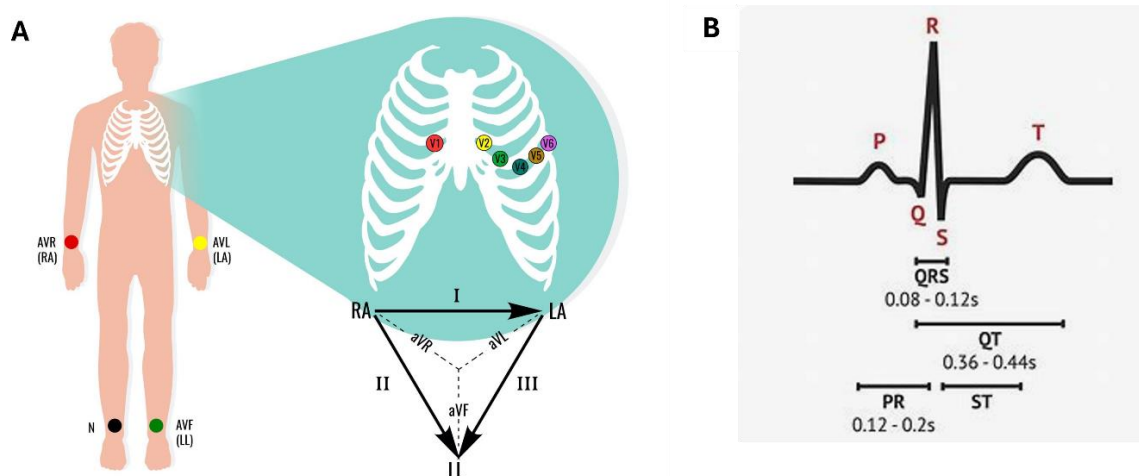 A
AVR
(RA)
AVL
(LA)
N
AVF
(LL)
V1
V2
V3
V4
V5
V6
I
RA
LA
aVR
aVL
II
III
aVF
B
R
P
T
Q
S
QRS
0.08 - 0.12s
QT
0.36 - 0.44s
PR
ST
0.12 - 0.2s